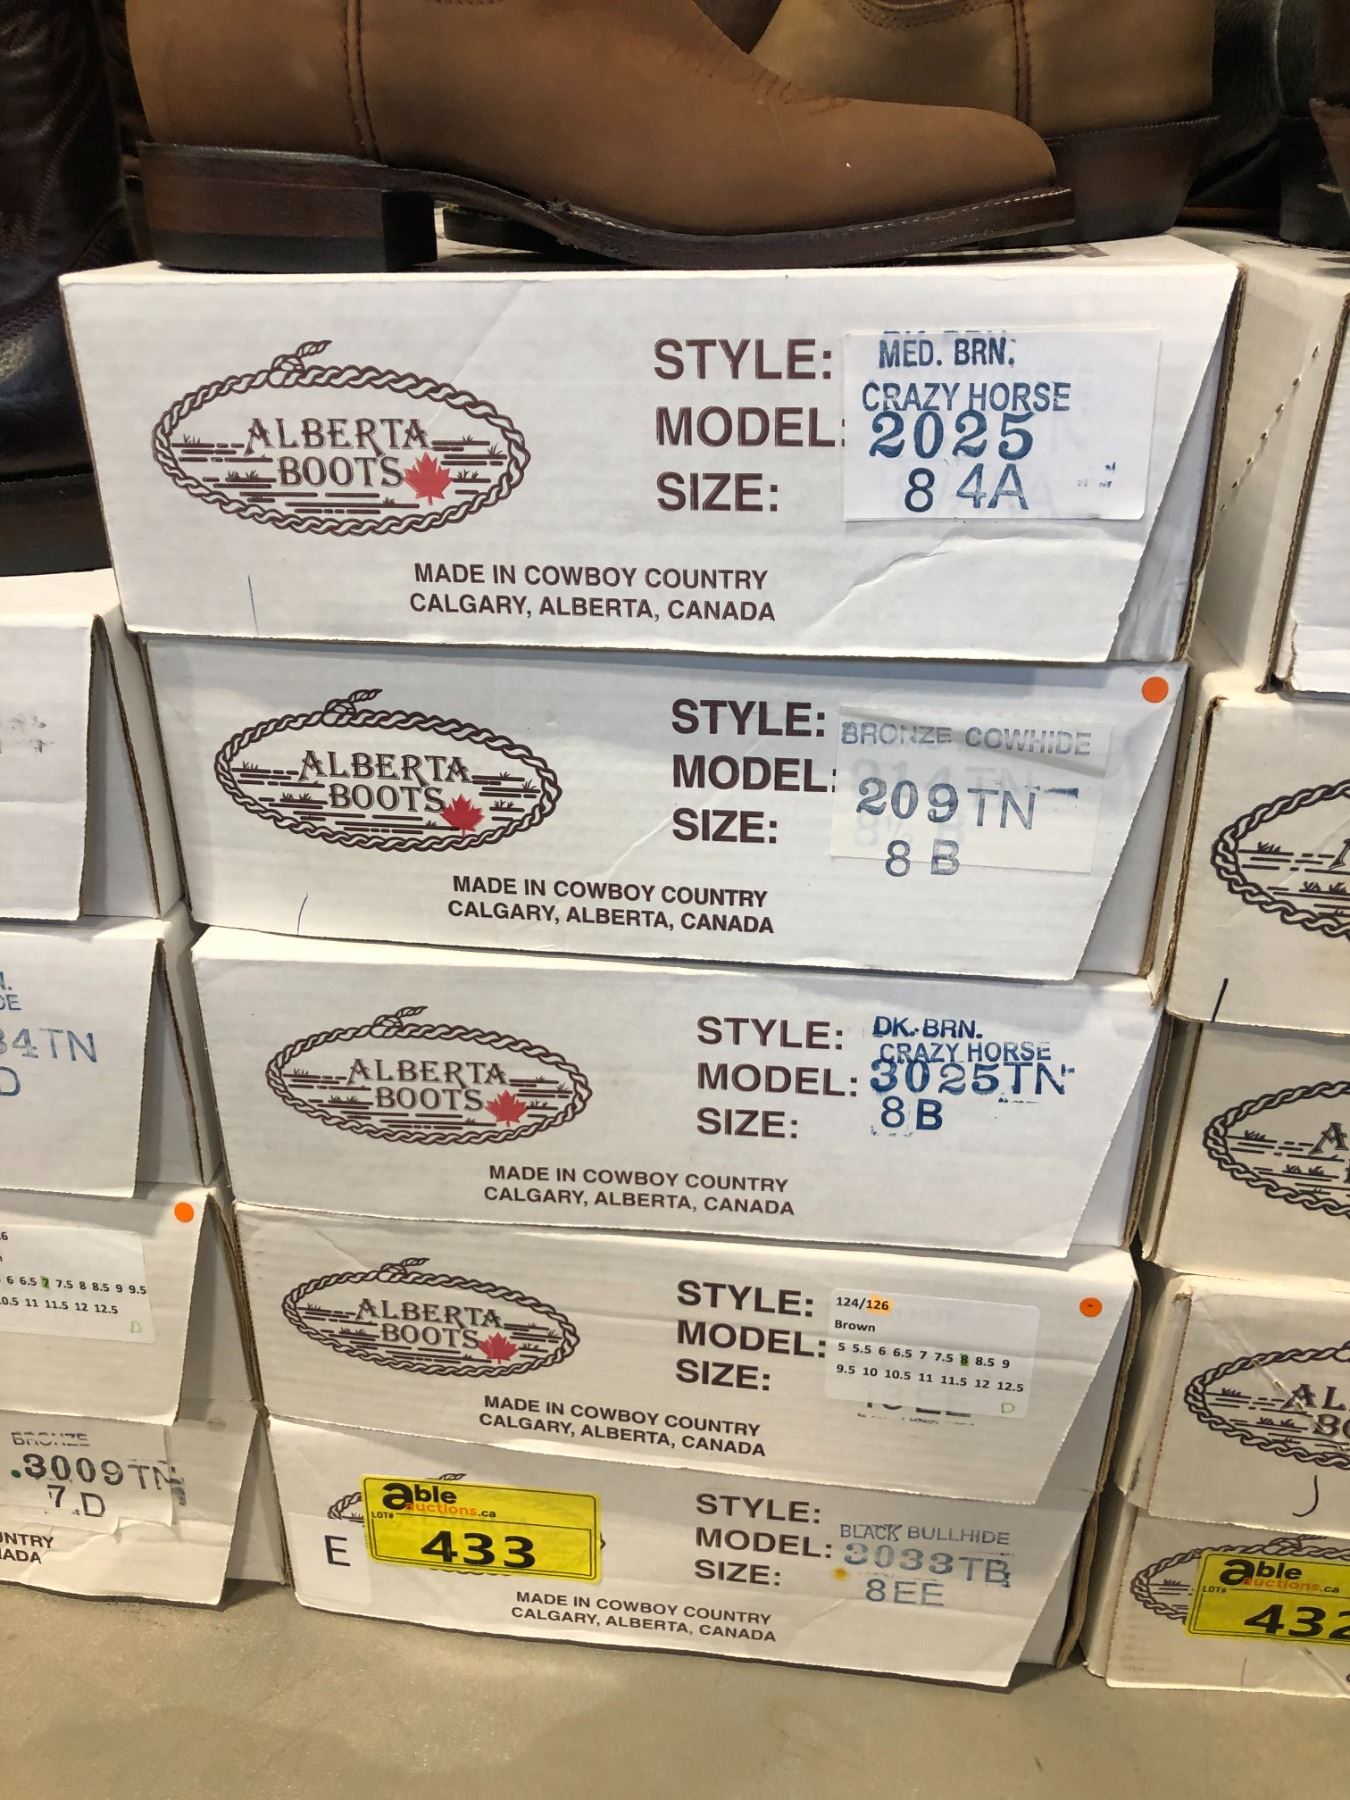 ALBERTA
BOOTS
STYLE: MED. BRN.
CRAZY HORSE
MODEL: 2025
SIZE: 8 4A
MADE IN COWBOY COUNTRY
CALGARY, ALBERTA, CANADA
ALBERTA
BOOTS
STYLE: BRONZE COWHIDE
MODEL: 209TN
SIZE: 8 B
MADE IN COWBOY COUNTRY
CALGARY, ALBERTA, CANADA
ALBERTA
BOOTS
STYLE: DK. BRN.
CRAZY HORSE
MODEL: 3025TN
SIZE: 8 B
MADE IN COWBOY COUNTRY
CALGARY, ALBERTA, CANADA
ALBERTA
BOOTS
STYLE: 124/126
Brown
MODEL: 5 5.5 6 6.5 7 7.5 8 8.5 9
SIZE: 9.5 10 10.5 11 11.5 12 12.5
D
MADE IN COWBOY COUNTRY
CALGARY, ALBERTA, CANADA
able
auctions.ca
LOT#
433
E
STYLE: BLACK BULLHIDE
MODEL: 3033TB
SIZE: 8EE
MADE IN COWBOY COUNTRY
CALGARY, ALBERTA, CANADA
34TN
D
6 6.5 7 7.5 8 8.5 9 9.5
0.5 11 11.5 12 12.5
D
BRONZE
3009TN
7 D
able
auctions.ca
LOT#
432